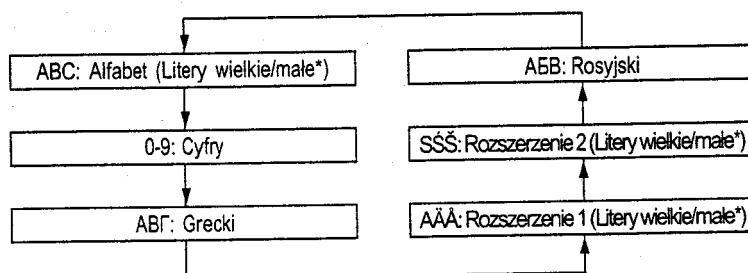 ABC: Alfabet (Litery wielkie/małe*)
0-9: Cyfry
ΑΒΓ: Grecki
AÄÅ: Rozszerzenie 1 (Litery wielkie/małe*)
SŚŠ: Rozszerzenie 2 (Litery wielkie/małe*)
АБВ: Rosyjski